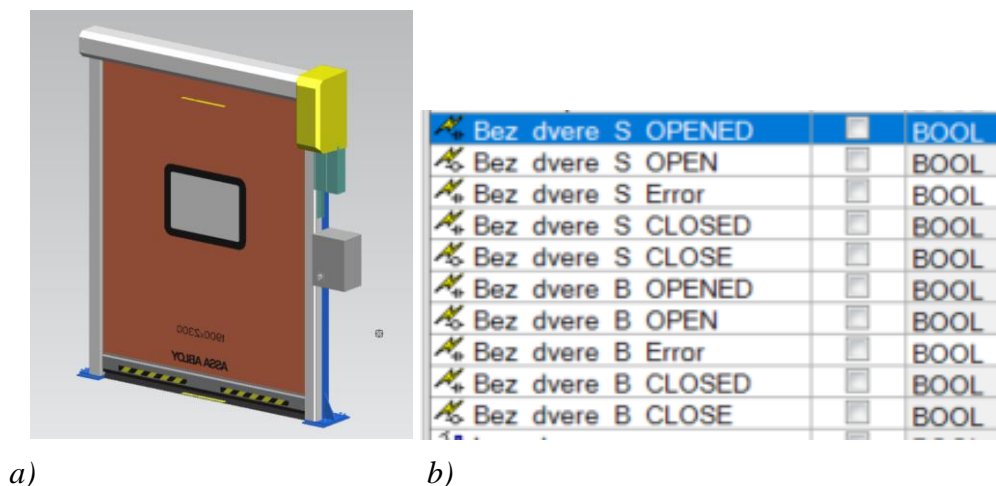 1900x2300
ASSA ABLOY
Bez dvere S OPENED BOOL
Bez dvere S OPEN BOOL
Bez dvere S Error BOOL
Bez dvere S CLOSED BOOL
Bez dvere S CLOSE BOOL
Bez dvere B OPENED BOOL
Bez dvere B OPEN BOOL
Bez dvere B Error BOOL
Bez dvere B CLOSED BOOL
Bez dvere B CLOSE BOOL
a) b)